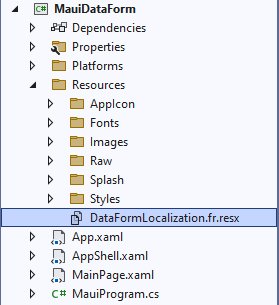 C# MauiDataForm
Dependencies
Properties
Platforms
Resources
AppIcon
Fonts
Images
Raw
Splash
Styles
DataFormLocalization.fr.resx
App.xaml
AppShell.xaml
MainPage.xaml
C# MauiProgram.cs